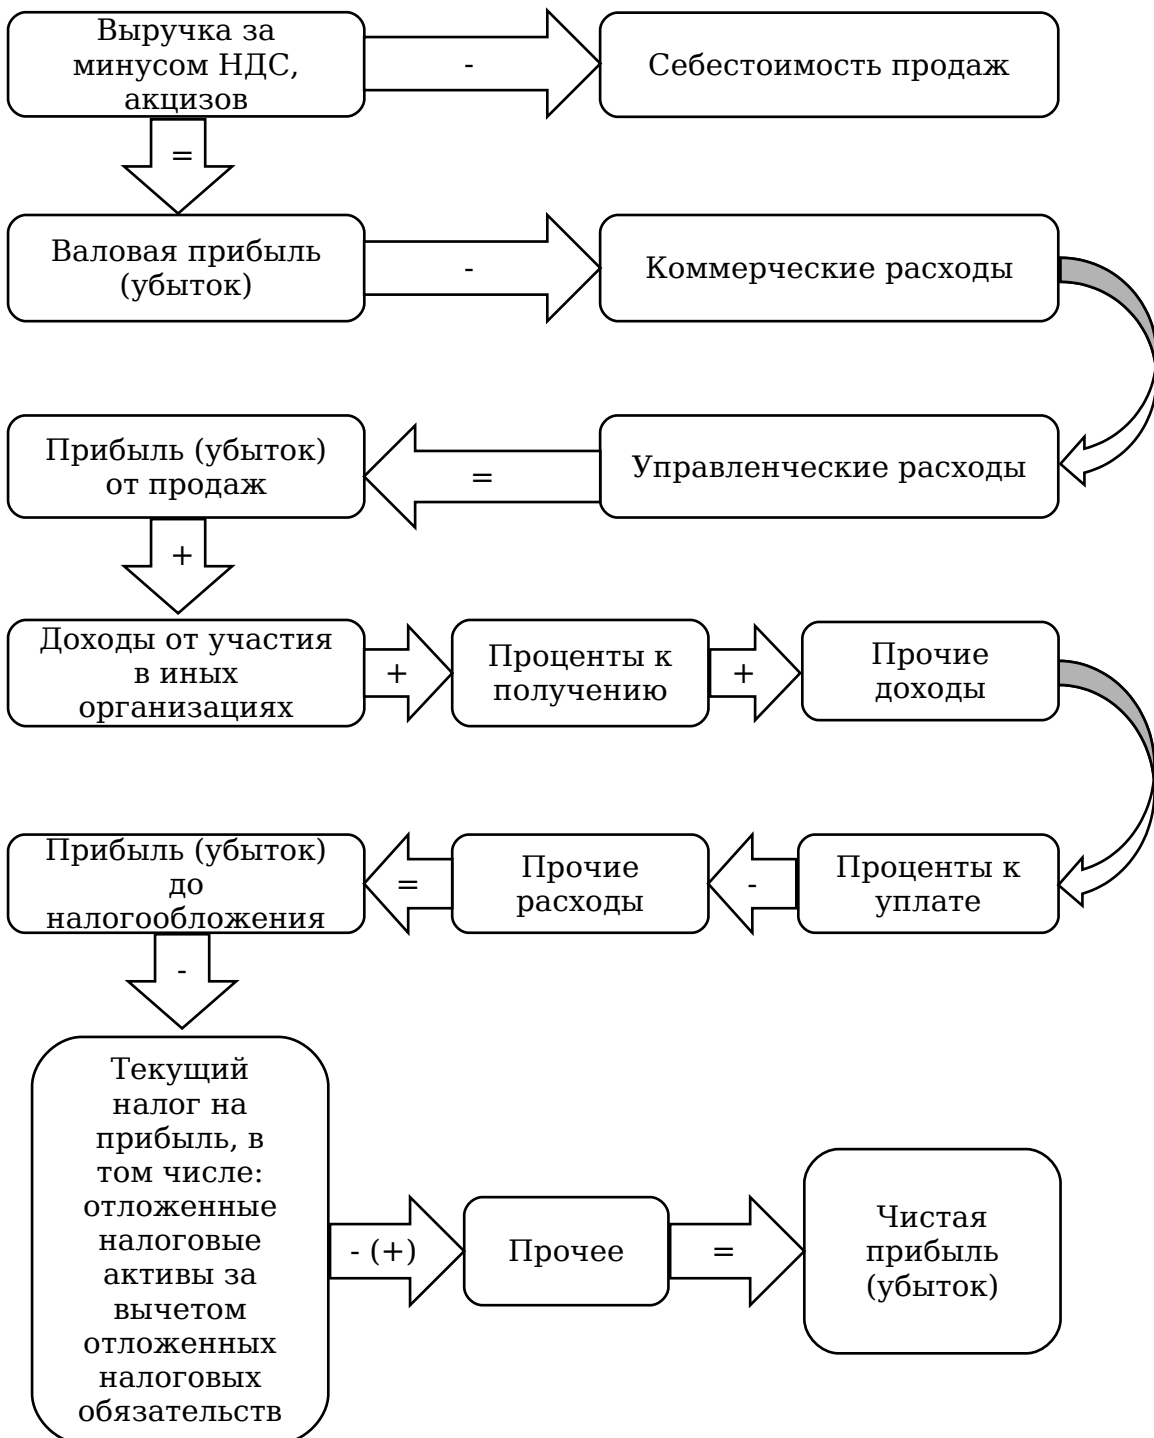 Выручка за
минусом НДС,
акцизов
-
Себестоимость продаж
=
Валовая прибыль
(убыток)
-
Коммерческие расходы
Прибыль (убыток)
от продаж
=
Управленческие расходы
+
Доходы от участия
в иных
организациях
+
Проценты к
получению
+
Прочие
доходы
Прибыль (убыток)
до
налогообложения
=
Прочие
расходы
-
Проценты к
уплате
-
Текущий
налог на
прибыль, в
том числе:
отложенные
налоговые
активы за
вычетом
отложенных
налоговых
обязательств
- (+)
Прочее
=
Чистая
прибыль
(убыток)